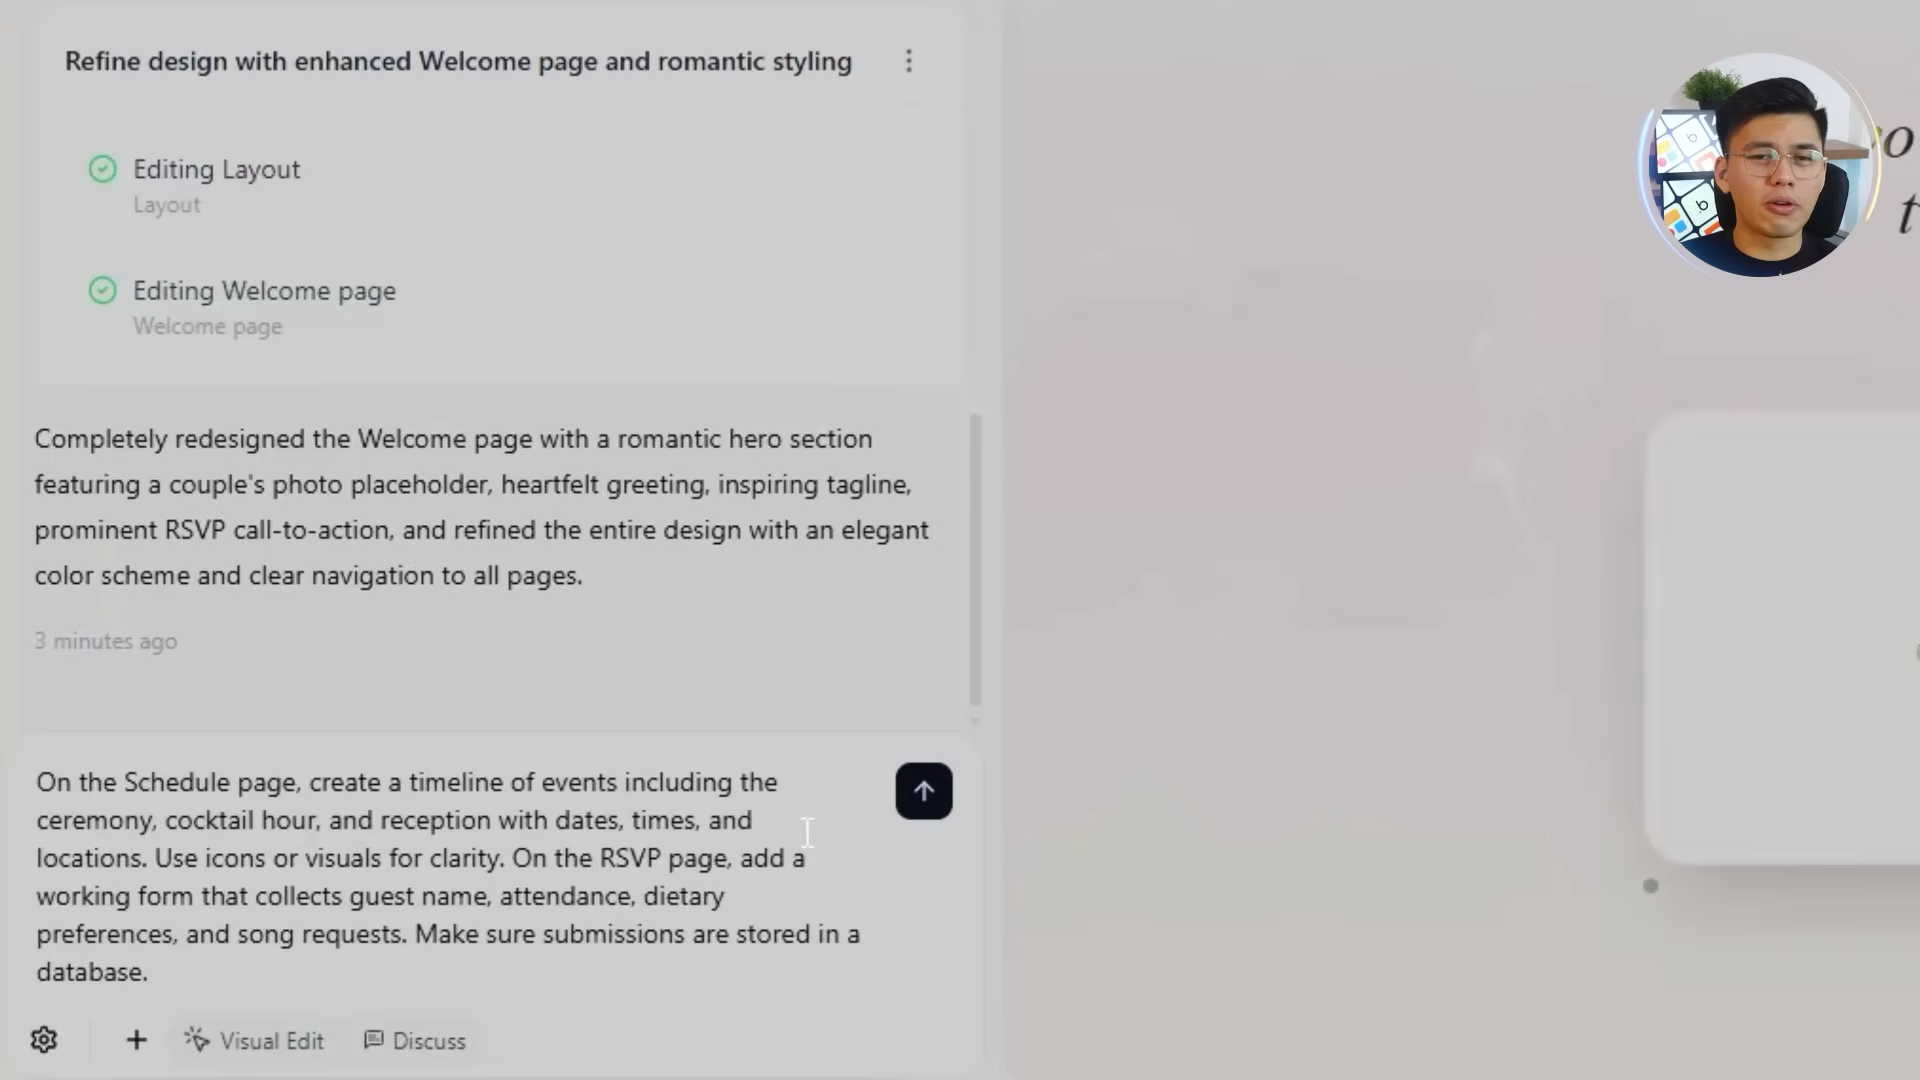 Refine design with enhanced Welcome page and romantic styling
Editing Layout
Layout
Editing Welcome page
Welcome page
Completely redesigned the Welcome page with a romantic hero section
featuring a couple's photo placeholder, heartfelt greeting, inspiring tagline,
prominent RSVP call-to-action, and refined the entire design with an elegant
color scheme and clear navigation to all pages.
3 minutes ago
On the Schedule page, create a timeline of events including the
ceremony, cocktail hour, and reception with dates, times, and
locations. Use icons or visuals for clarity. On the RSVP page, add a
working form that collects guest name, attendance, dietary
preferences, and song requests. Make sure submissions are stored in a
database.
Visual Edit
Discuss